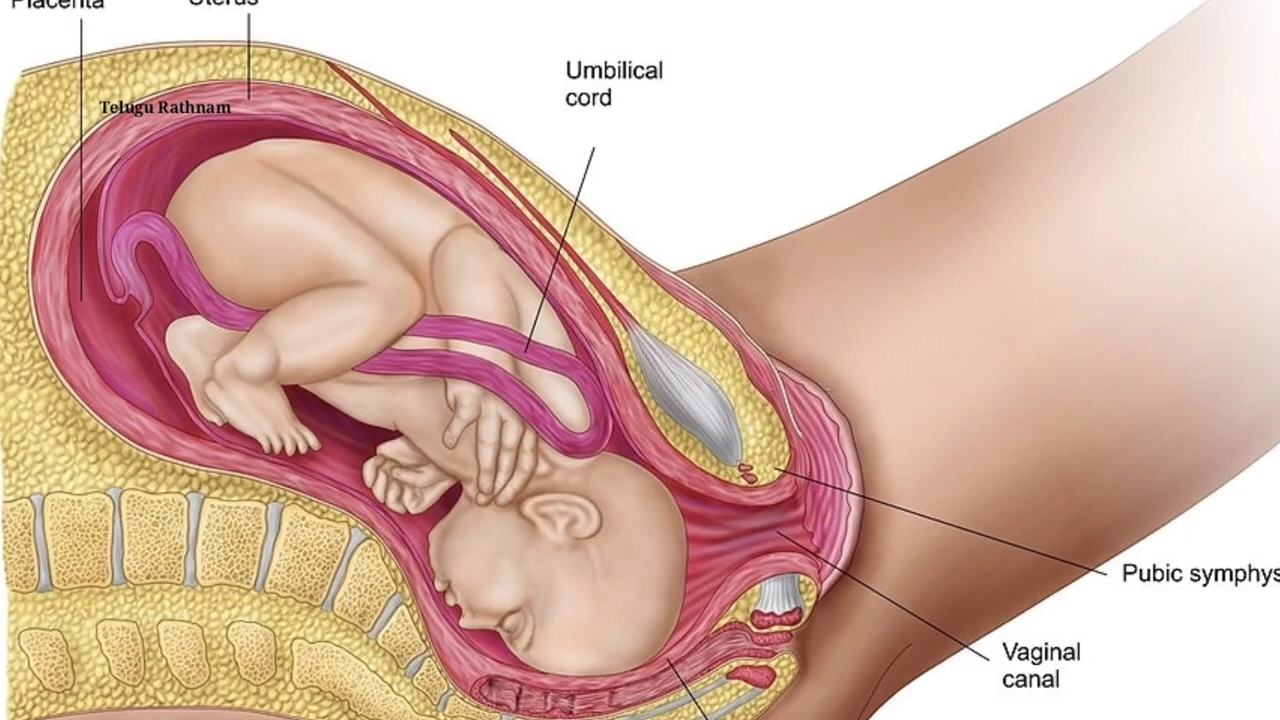 Placenta
Uterus
Telugu Rathnam
Umbilical
cord
Pubic symphys
Vaginal
canal